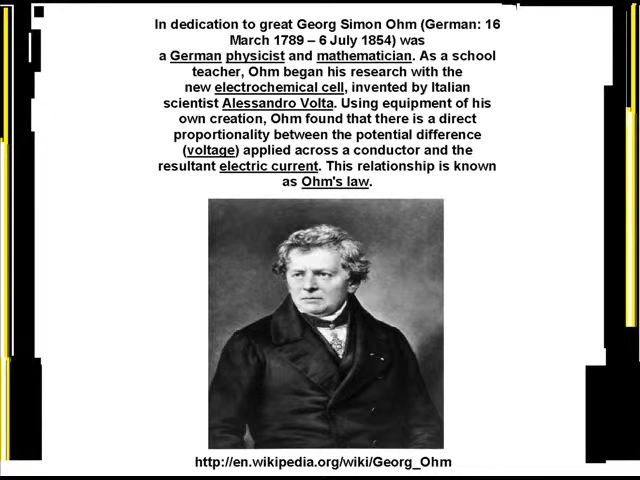 In dedication to great Georg Simon Ohm (German: 16
March 1789 – 6 July 1854) was
a German physicist and mathematician. As a school
teacher, Ohm began his research with the
new electrochemical cell, invented by Italian
scientist Alessandro Volta. Using equipment of his
own creation, Ohm found that there is a direct
proportionality between the potential difference
(voltage) applied across a conductor and the
resultant electric current. This relationship is known
as Ohm's law.
http://en.wikipedia.org/wiki/Georg_Ohm